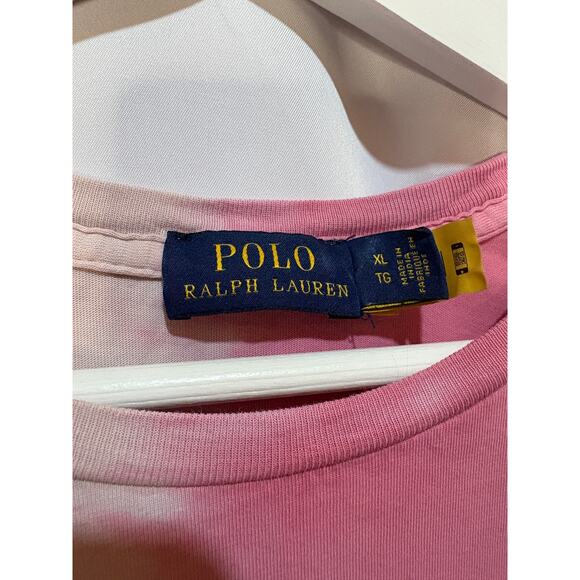 POLO
RALPH LAUREN
XL
TG
MADE IN
INDIA
FABRIQUÉ EN
INDE